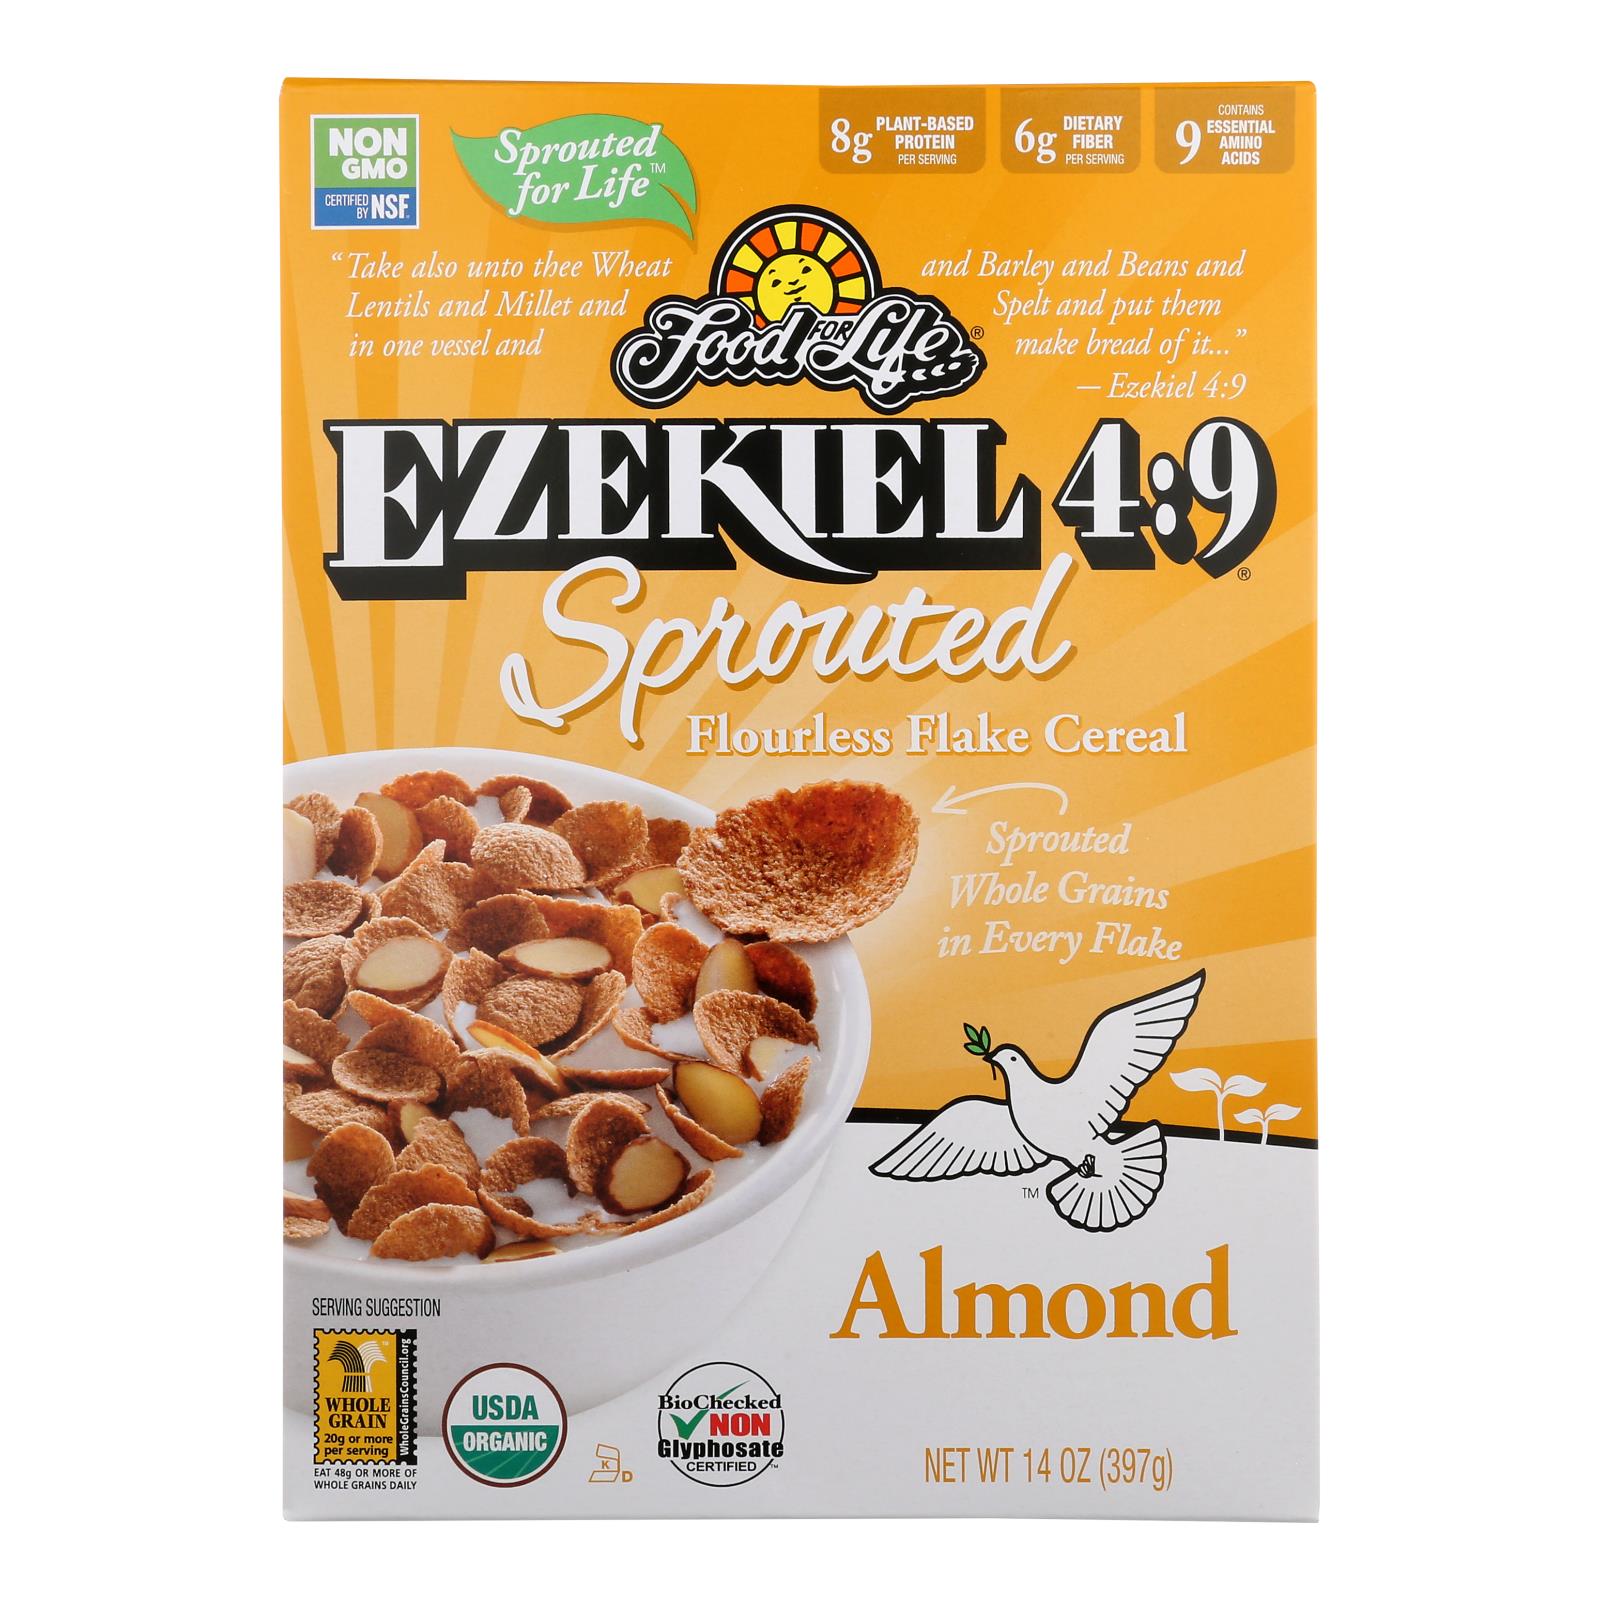 NON
GMO
CERTIFIED
BY NSF
Sprouted
for Life™
8g PLANT-BASED
PROTEIN
PER SERVING
6g DIETARY
FIBER
PER SERVING
CONTAINS
9 ESSENTIAL
AMINO
ACIDS
“Take also unto thee Wheat
Lentils and Millet and
in one vessel and
Food FOR Life®
and Barley and Beans and
Spelt and put them
make bread of it...”
— Ezekiel 4:9
EZEKIEL 4:9®
Sprouted
Flourless Flake Cereal
Sprouted
Whole Grains
in Every Flake
TM
Almond
SERVING SUGGESTION
WHOLE
GRAIN
20g or more
per serving
WholeGrainsCouncil.org
EAT 48g OR MORE OF
WHOLE GRAINS DAILY
USDA
ORGANIC
K D
BioChecked
NON
Glyphosate
CERTIFIED™
NET WT 14 OZ (397g)